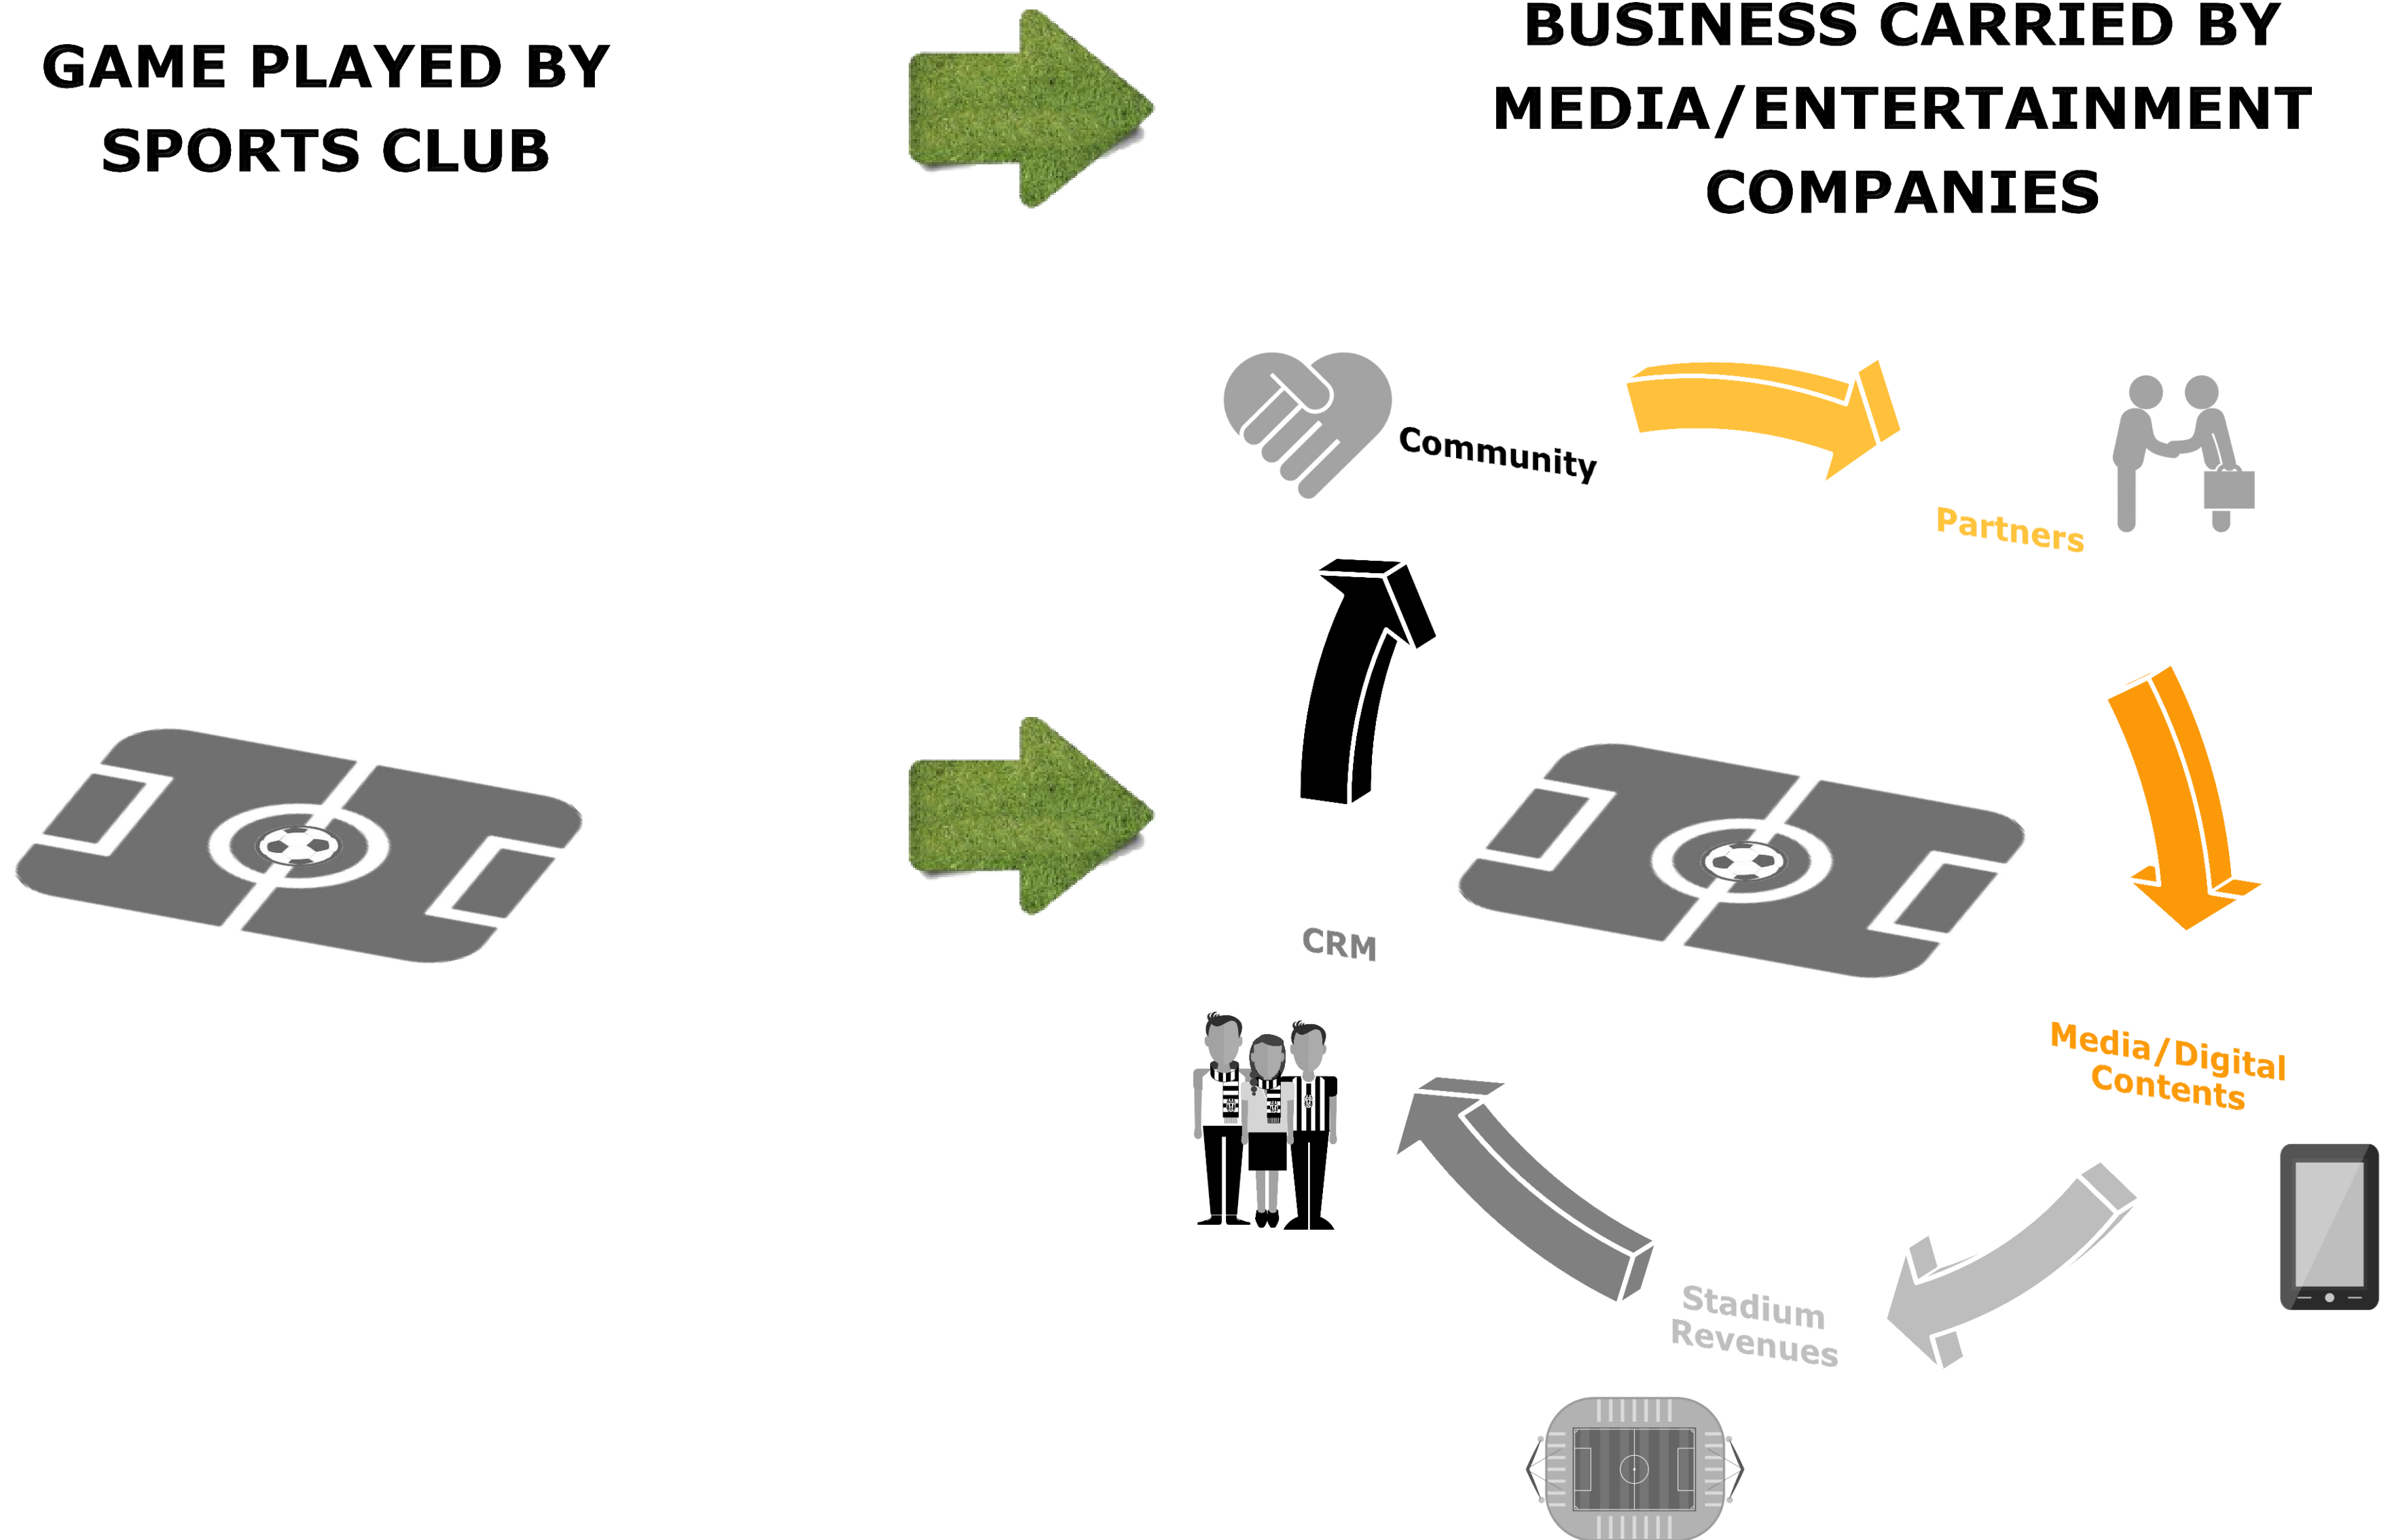 GAME PLAYED BY
SPORTS CLUB
BUSINESS CARRIED BY
MEDIA/ENTERTAINMENT
COMPANIES
Community
Partners
CRM
Media/Digital
Contents
Stadium
Revenues